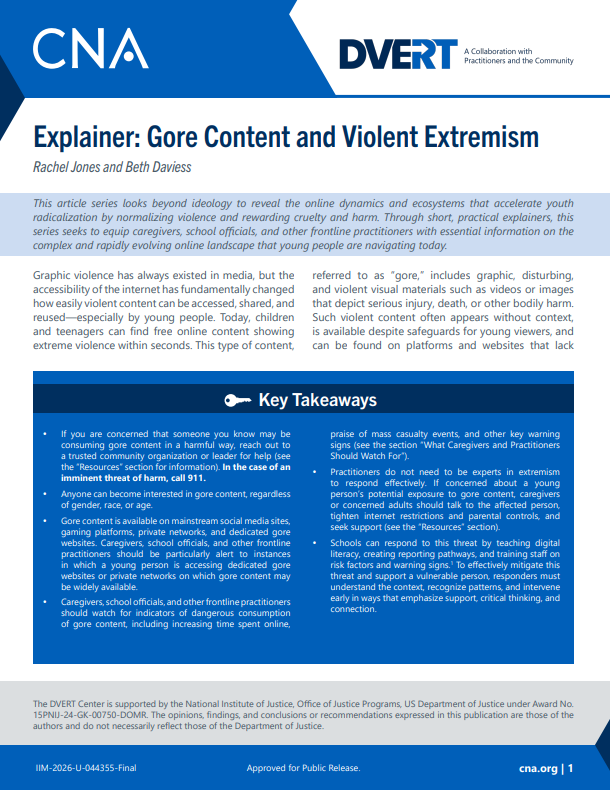 CNA
DVERT
A Collaboration with
Practitioners and the Community
Explainer: Gore Content and Violent Extremism
Rachel Jones and Beth Daviess
This article series looks beyond ideology to reveal the online dynamics and ecosystems that accelerate youth
radicalization by normalizing violence and rewarding cruelty and harm. Through short, practical explainers, this
series seeks to equip caregivers, school officials, and other frontline practitioners with essential information on the
complex and rapidly evolving online landscape that young people are navigating today.
Graphic violence has always existed in media, but the
accessibility of the internet has fundamentally changed
how easily violent content can be accessed, shared, and
reused—especially by young people. Today, children
and teenagers can find free online content showing
extreme violence within seconds. This type of content,
referred to as “gore,” includes graphic, disturbing,
and violent visual materials such as videos or images
that depict serious injury, death, or other bodily harm.
Such violent content often appears without context,
is available despite safeguards for young viewers, and
can be found on platforms and websites that lack
Key Takeaways
• If you are concerned that someone you know may be
consuming gore content in a harmful way, reach out to
a trusted community organization or leader for help (see
the “Resources” section for information). In the case of an
imminent threat of harm, call 911.
• Anyone can become interested in gore content, regardless
of gender, race, or age.
• Gore content is available on mainstream social media sites,
gaming platforms, private networks, and dedicated gore
websites. Caregivers, school officials, and other frontline
practitioners should be particularly alert to instances
in which a young person is accessing dedicated gore
websites or private networks on which gore content may
be widely available.
• Caregivers, school officials, and other frontline practitioners
should watch for indicators of dangerous consumption
of gore content, including increasing time spent online,
praise of mass casualty events, and other key warning
signs (see the section “What Caregivers and Practitioners
Should Watch For”).
• Practitioners do not need to be experts in extremism
to respond effectively. If concerned about a young
person’s potential exposure to gore content, caregivers
or concerned adults should talk to the affected person,
tighten internet restrictions and parental controls, and
seek support (see the “Resources” section).
• Schools can respond to this threat by teaching digital
literacy, creating reporting pathways, and training staff on
risk factors and warning signs.¹ To effectively mitigate this
threat and support a vulnerable person, responders must
understand the context, recognize patterns, and intervene
early in ways that emphasize support, critical thinking, and
connection.
The DVERT Center is supported by the National Institute of Justice, Office of Justice Programs, US Department of Justice under Award No.
15PNIJ-24-GK-00750-DOMR. The opinions, findings, and conclusions or recommendations expressed in this publication are those of the
authors and do not necessarily reflect those of the Department of Justice.
IIM-2026-U-044355-Final
Approved for Public Release.
cna.org | 1